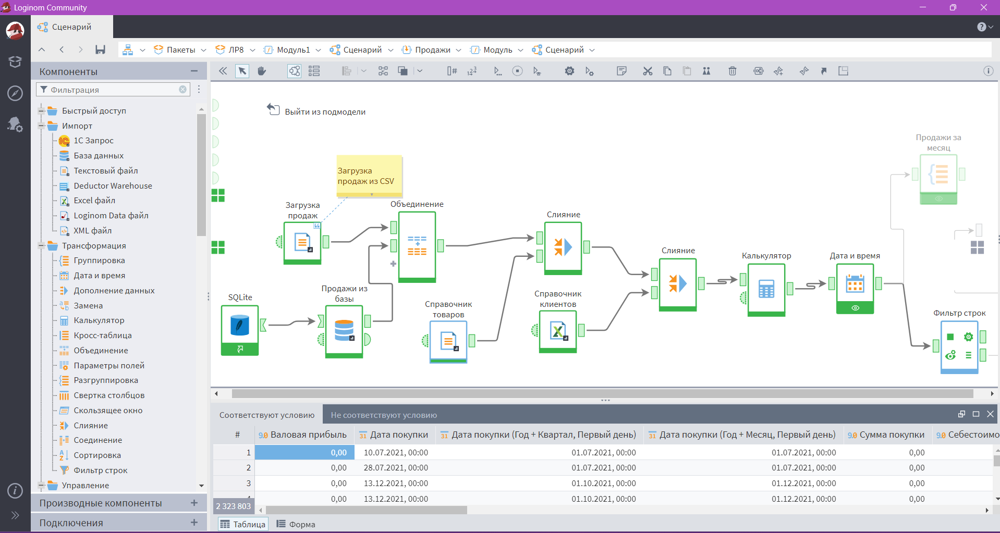 Loginom Community
Сценарий
Пакеты
ЛР8
Модуль1
Сценарий
Продажи
Модуль
Сценарий
Компоненты
Фильтрация
Быстрый доступ
Импорт
1С Запрос
База данных
Текстовый файл
Deductor Warehouse
Excel файл
Loginom Data файл
XML файл
Трансформация
Группировка
Дата и время
Дополнение данных
Замена
Калькулятор
Кросс-таблица
Объединение
Параметры полей
Разгруппировка
Свертка столбцов
Скользящее окно
Слияние
Соединение
Сортировка
Фильтр строк
Управление
Производные компоненты
Подключения
Выйти из подмодели
Загрузка
продаж из CSV
Загрузка
продаж
Объединение
SQLite
Продажи из
базы
Справочник
товаров
Слияние
Справочник
клиентов
Слияние
Калькулятор
Дата и время
Продажи за
месяц
Фильтр строк
Соответствуют условию
Не соответствуют условию
# 9.0 Валовая прибыль 31 Дата покупки 31 Дата покупки (Год + Квартал, Первый день) 31 Дата покупки (Год + Месяц, Первый день) 9.0 Сумма покупки 9.0 Себестоимо
1 0,00 10.07.2021, 00:00 01.07.2021, 00:00 01.07.2021, 00:00 0,00
2 0,00 28.07.2021, 00:00 01.07.2021, 00:00 01.07.2021, 00:00 0,00
3 0,00 13.12.2021, 00:00 01.10.2021, 00:00 01.12.2021, 00:00 0,00
4 0,00 13.12.2021, 00:00 01.10.2021, 00:00 01.12.2021, 00:00 0,00
2 323 803
Таблица
Форма